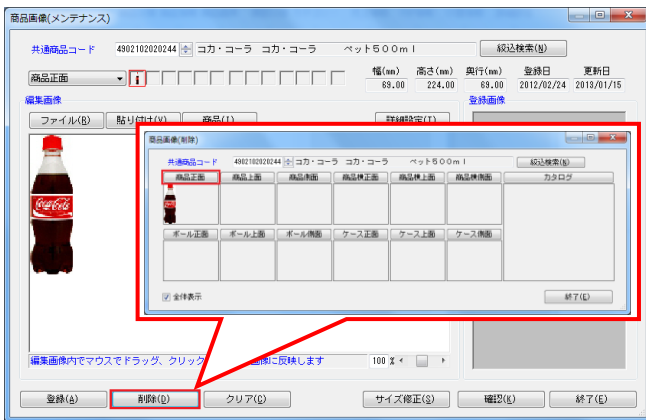 商品画像(メンテナンス)
共通商品コード 4902102020244 コカ・コーラ コカ・コーラ ペット500ml 絞込検索(N)
幅(mm) 高さ(mm) 奥行(mm) 登録日 更新日
商品正面 i 69.00 224.00 69.00 2012/02/24 2013/01/15
編集画像 登録画像
ファイル(R) 貼り付け(V) 商品(I) 詳細設定(T)
商品画像(削除)
共通商品コード 4902102020244 コカ・コーラ コカ・コーラ ペット500ml 絞込検索(N)
商品正面 商品上面 商品側面 商品横正面 商品横上面 商品横側面 カタログ
ボール正面 ボール上面 ボール側面 ケース正面 ケース上面 ケース側面
全体表示 終了(E)
Coca-Cola
編集画像内でマウスでドラッグ、クリック 画像に反映します 100 %
登録(A) 削除(D) クリア(C) サイズ修正(S) 確認(K) 終了(E)